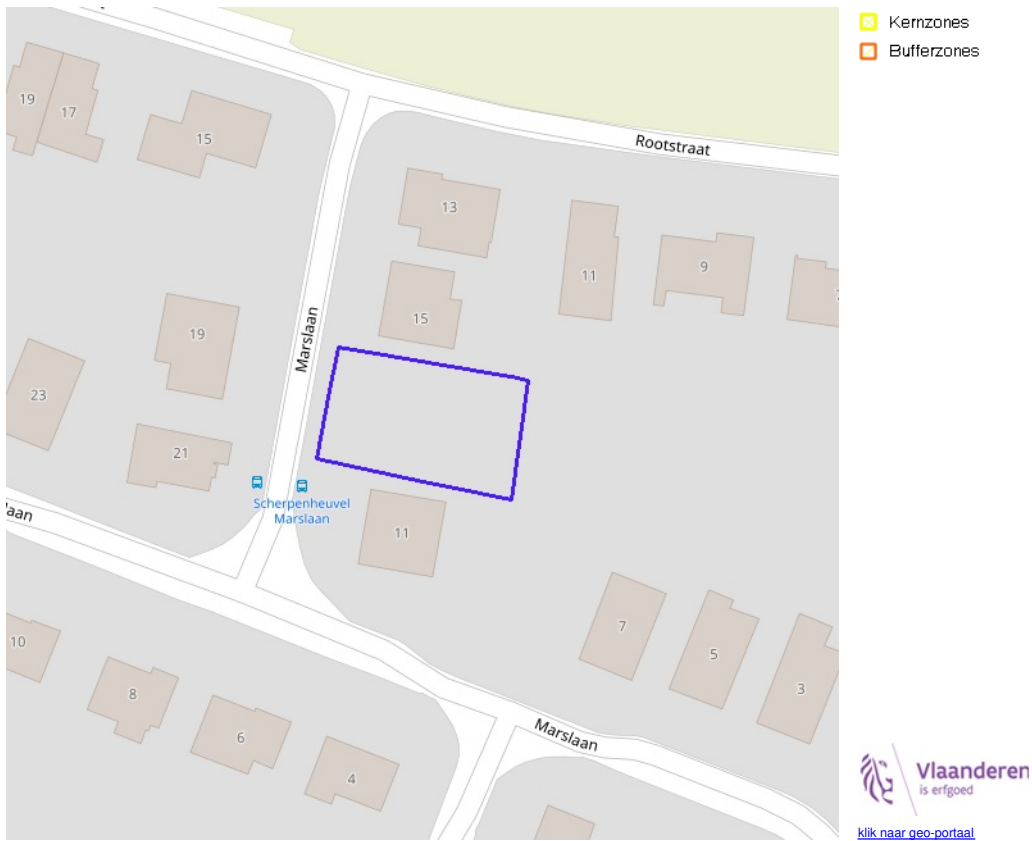 Kernzones
Bufferzones
Rootstraat
19
17
15
13
11
9
15
Marslaan
19
23
21
Scherpenheuvel
Marslaan
laan
11
7
5
3
10
8
6
4
Marslaan
Vlaanderen
is erfgoed
klik naar geo-portaal